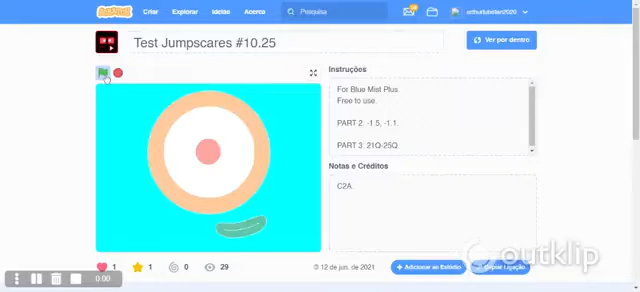 SCRATCH
Criar
Explorar
Ideias
Acerca
Pesquisa
Test Jumpscares #10.25
Ver por dentro
Instruções
For Blue Mist Plus.
Free to use.
PART 2: -1.5, -1.1.
PART 3: 21Q-25Q
Notas e Créditos
C2A.
1
1
0
29
© 12 de jun. de 2021
Adicionar ao Estúdio
Copiar Ligação
outklip
0:00